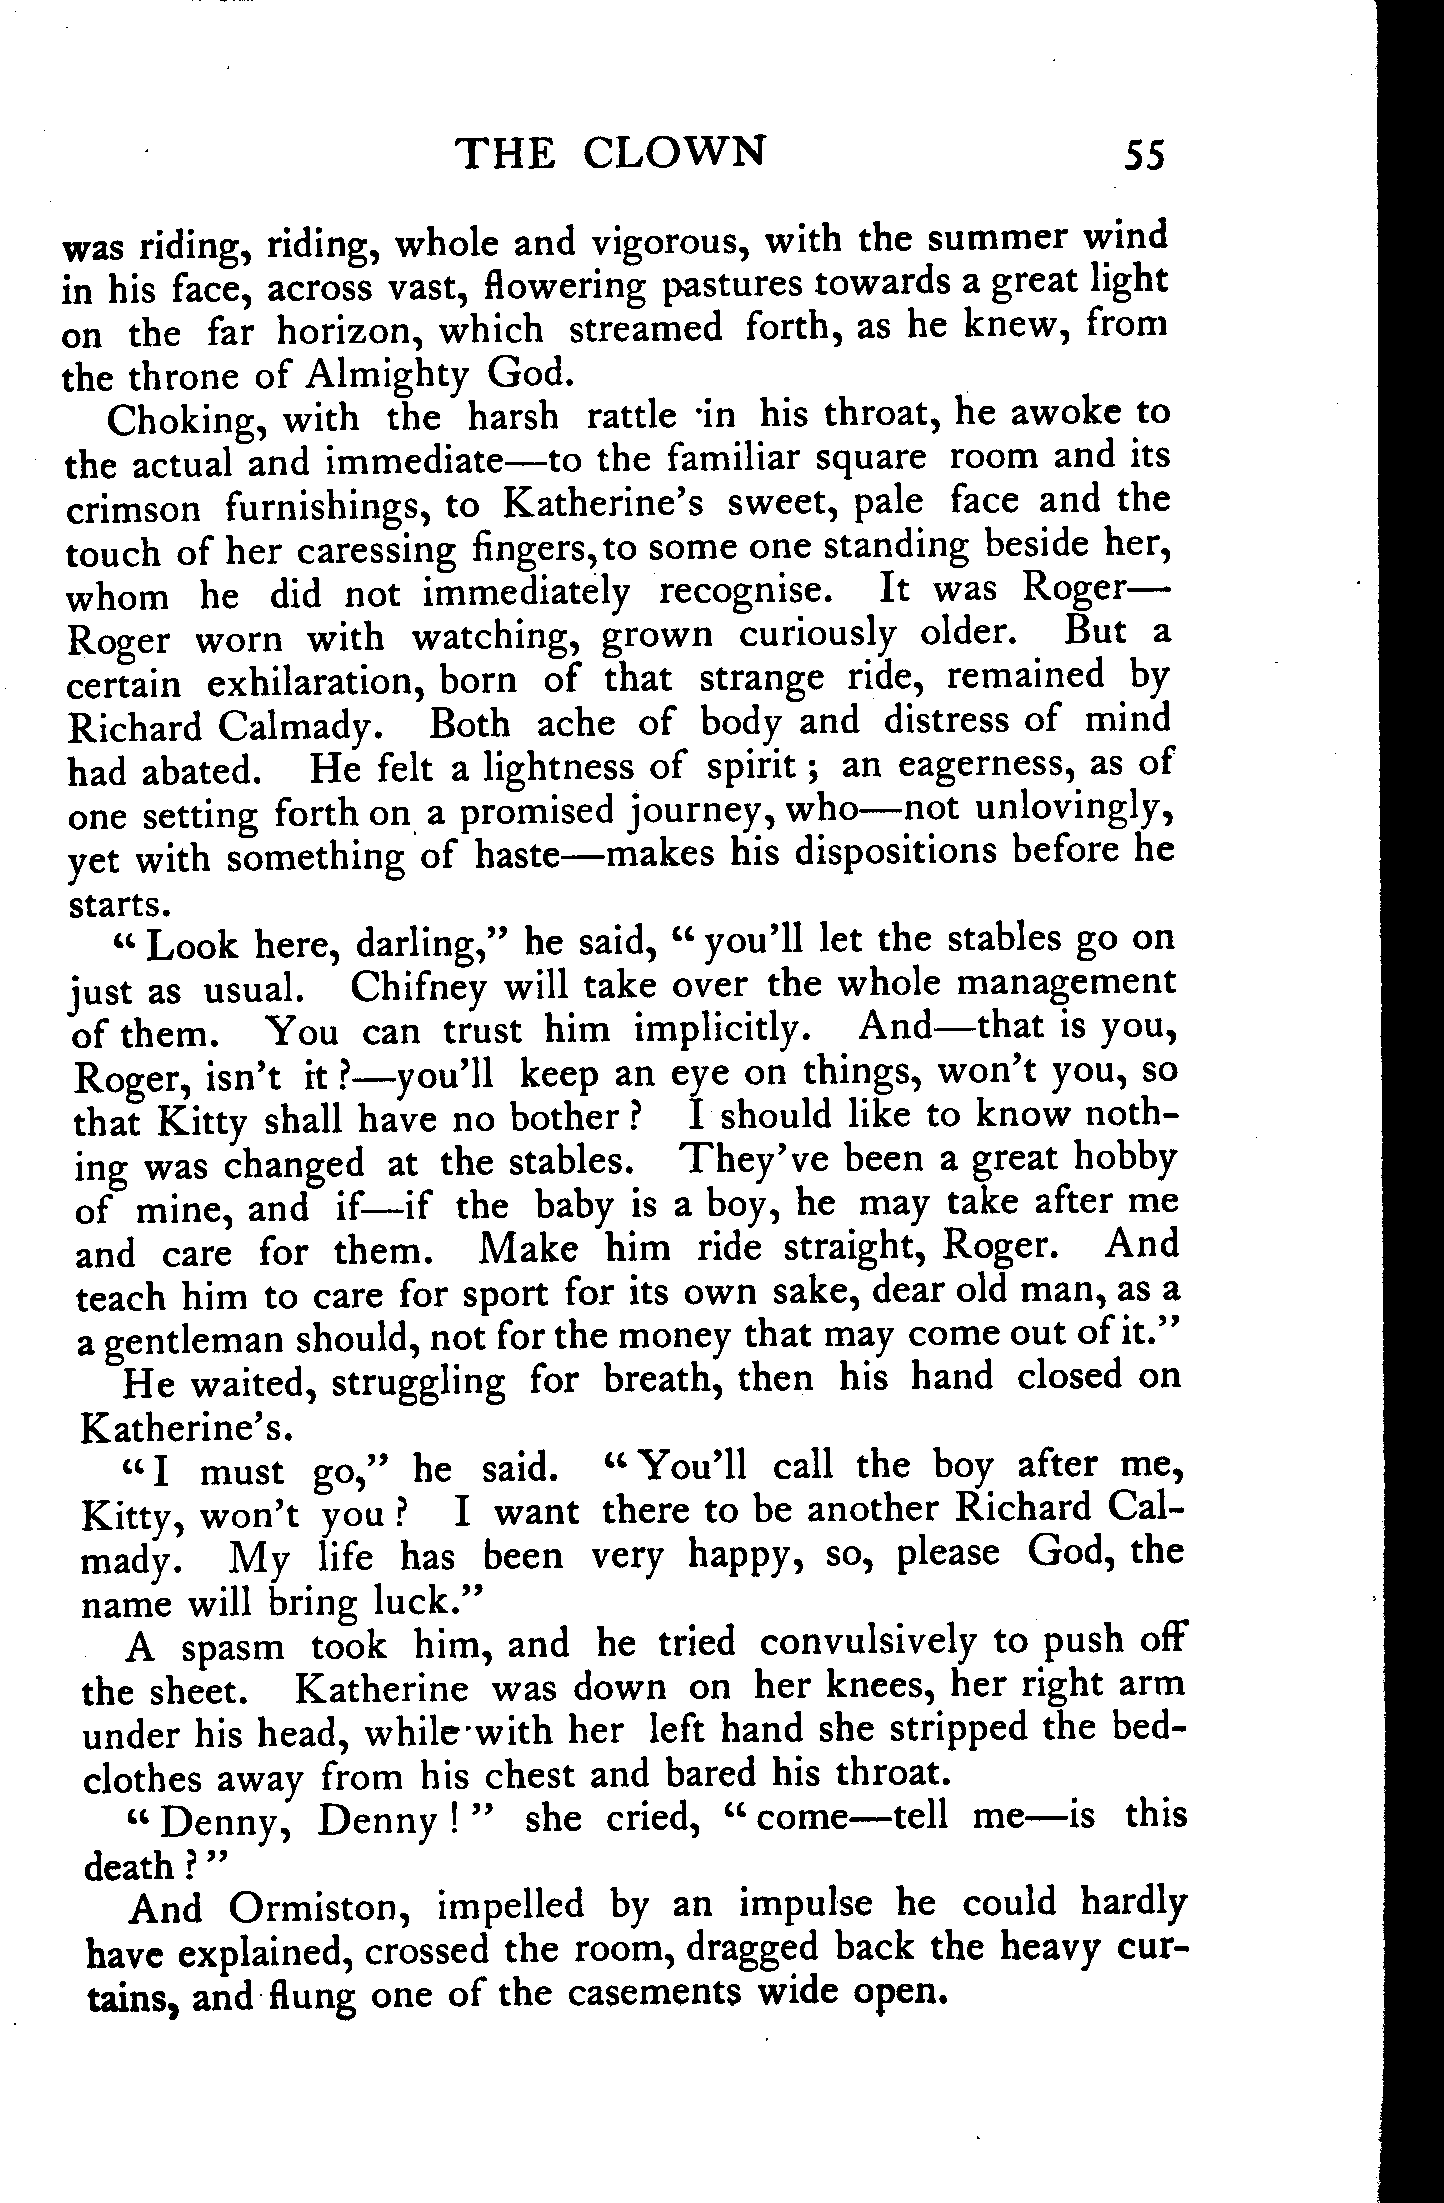 THE CLOWN 55
was riding, riding, whole and vigorous, with the summer wind
in his face, across vast, flowering pastures towards a great light
on the far horizon, which streamed forth, as he knew, from
the throne of Almighty God.
Choking, with the harsh rattle in his throat, he awoke to
the actual and immediate—to the familiar square room and its
crimson furnishings, to Katherine's sweet, pale face and the
touch of her caressing fingers, to some one standing beside her,
whom he did not immediately recognise. It was Roger—
Roger worn with watching, grown curiously older. But a
certain exhilaration, born of that strange ride, remained by
Richard Calmady. Both ache of body and distress of mind
had abated. He felt a lightness of spirit; an eagerness, as of
one setting forth on a promised journey, who—not unlovingly,
yet with something of haste—makes his dispositions before he
starts.
"Look here, darling," he said, "you'll let the stables go on
just as usual. Chifney will take over the whole management
of them. You can trust him implicitly. And—that is you,
Roger, isn't it?—you'll keep an eye on things, won't you, so
that Kitty shall have no bother? I should like to know noth-
ing was changed at the stables. They've been a great hobby
of mine, and if—if the baby is a boy, he may take after me
and care for them. Make him ride straight, Roger. And
teach him to care for sport for its own sake, dear old man, as a
a gentleman should, not for the money that may come out of it."
He waited, struggling for breath, then his hand closed on
Katherine's.
"I must go," he said. "You'll call the boy after me,
Kitty, won't you? I want there to be another Richard Cal-
mady. My life has been very happy, so, please God, the
name will bring luck."
A spasm took him, and he tried convulsively to push off
the sheet. Katherine was down on her knees, her right arm
under his head, while with her left hand she stripped the bed-
clothes away from his chest and bared his throat.
"Denny, Denny!" she cried, "come—tell me—is this
death?"
And Ormiston, impelled by an impulse he could hardly
have explained, crossed the room, dragged back the heavy cur-
tains, and flung one of the casements wide open.